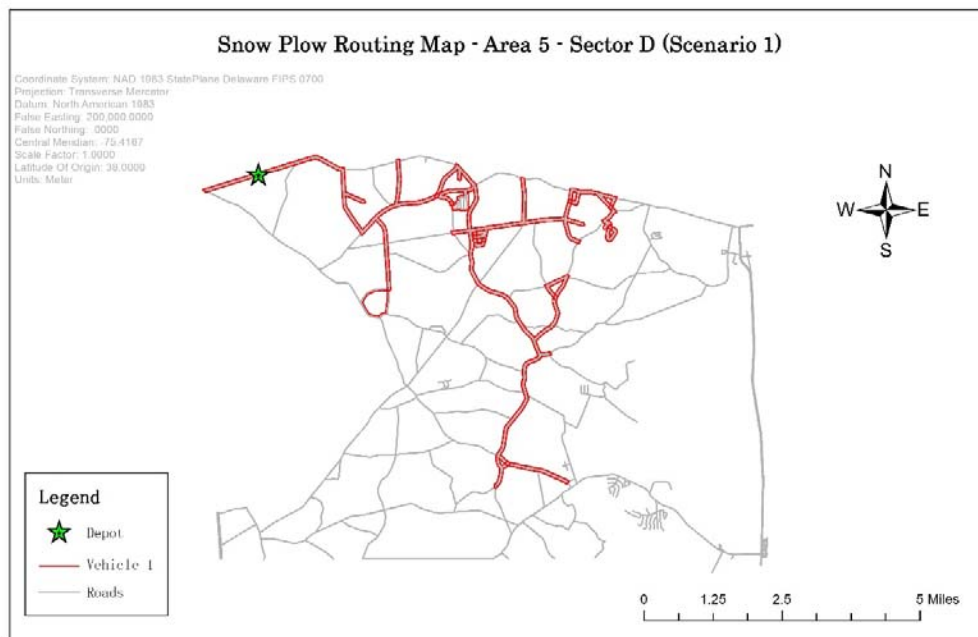 Snow Plow Routing Map - Area 5 - Sector D (Scenario 1)
Coordinate System: NAD 1983 StatePlane Delaware FIPS 0700
Projection: Transverse Mercator
Datum: North American 1983
False Easting: 200,000.0000
False Northing: .0000
Central Meridian: -75.4167
Scale Factor: 1.0000
Latitude Of Origin: 38.0000
Units: Meter
N
W E
S
Legend
Depot
Vehicle 1
Roads
0 1.25 2.5 5 Miles